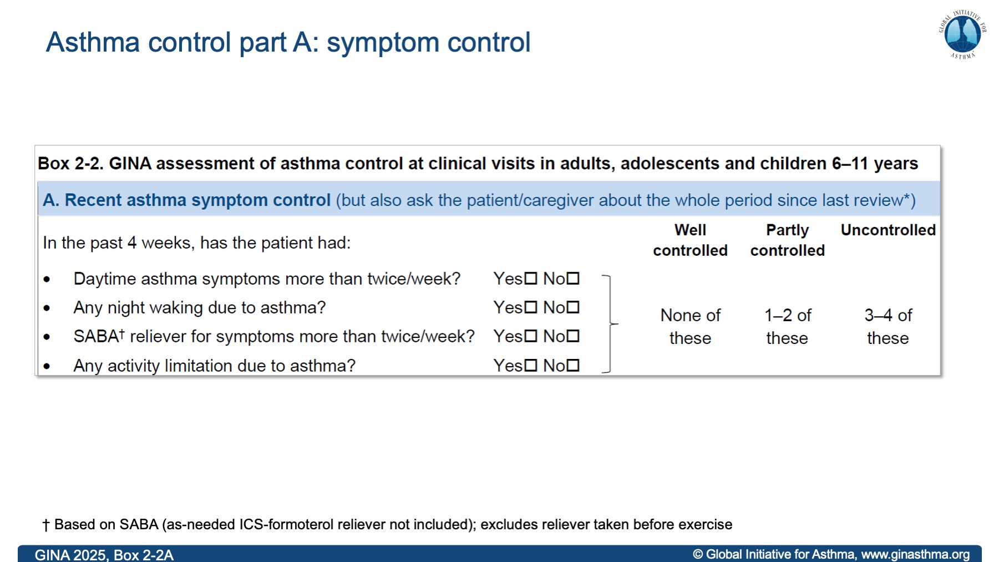 Asthma control part A: symptom control
GLOBAL INITIATIVE FOR
ASTHMA
Box 2-2. GINA assessment of asthma control at clinical visits in adults, adolescents and children 6–11 years
A. Recent asthma symptom control (but also ask the patient/caregiver about the whole period since last review*)
In the past 4 weeks, has the patient had:
Well controlled
Partly controlled
Uncontrolled
• Daytime asthma symptoms more than twice/week? Yes☐ No☐
• Any night waking due to asthma? Yes☐ No☐
• SABA† reliever for symptoms more than twice/week? Yes☐ No☐
• Any activity limitation due to asthma? Yes☐ No☐
None of these
1–2 of these
3–4 of these
† Based on SABA (as-needed ICS-formoterol reliever not included); excludes reliever taken before exercise
GINA 2025, Box 2-2A
© Global Initiative for Asthma, www.ginasthma.org